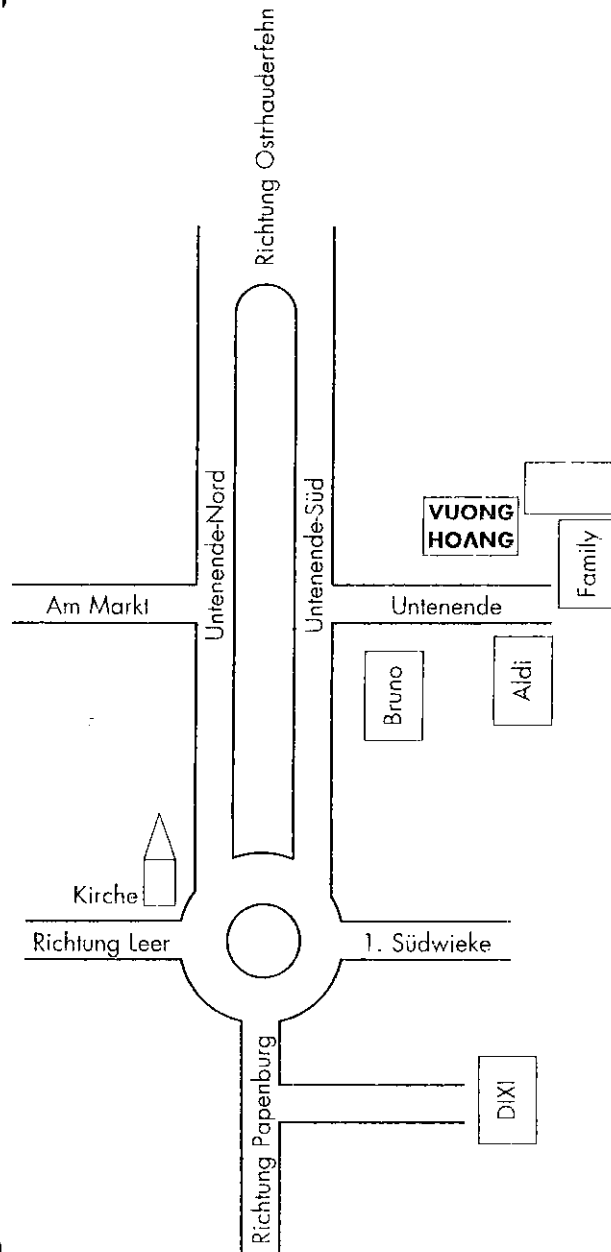 Richtung Ostrhauderfehn
Untenende-Nord
Untenende-Süd
Am Markt
VUONG
HOANG
Untenende
Family
Bruno
Aldi
Kirche
Richtung Leer
1. Südwieke
Richtung Papenburg
DIXI